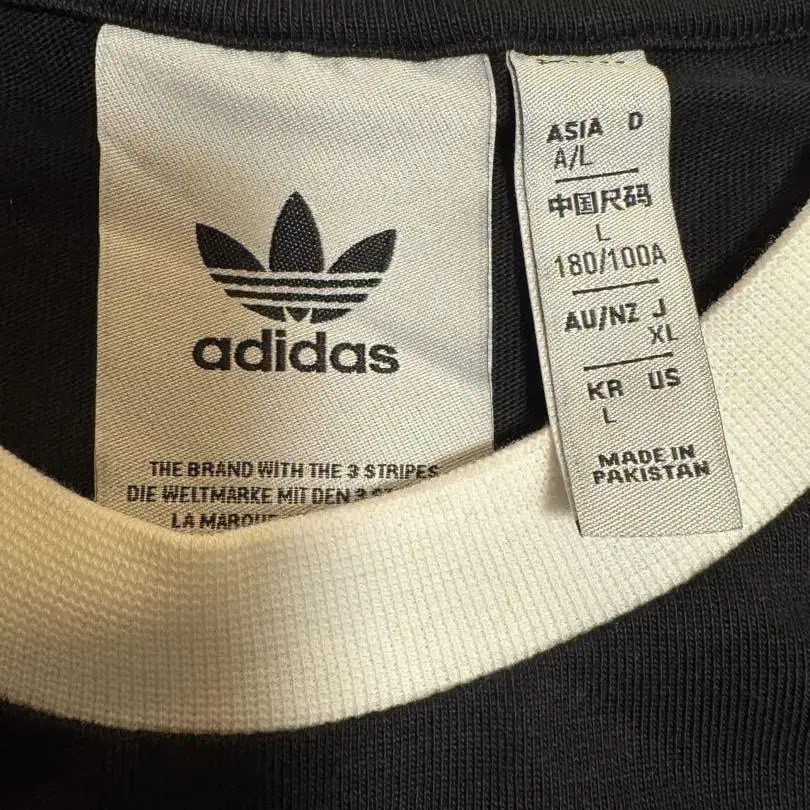 adidas
THE BRAND WITH THE 3 STRIPES
DIE WELTMARKE MIT DEN 3
LA MARQUE
ASIA D
A/L
中国尺码
L
180/100A
AU/NZ J
XL
KR US
L
MADE IN
PAKISTAN